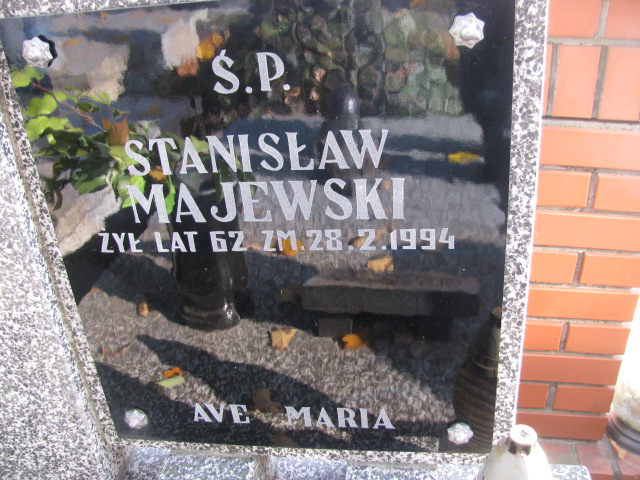 Ś.P.
STANISŁAW
MAJEWSKI
ŻYŁ LAT 62 ZM. 28.2.1994
AVE MARIA